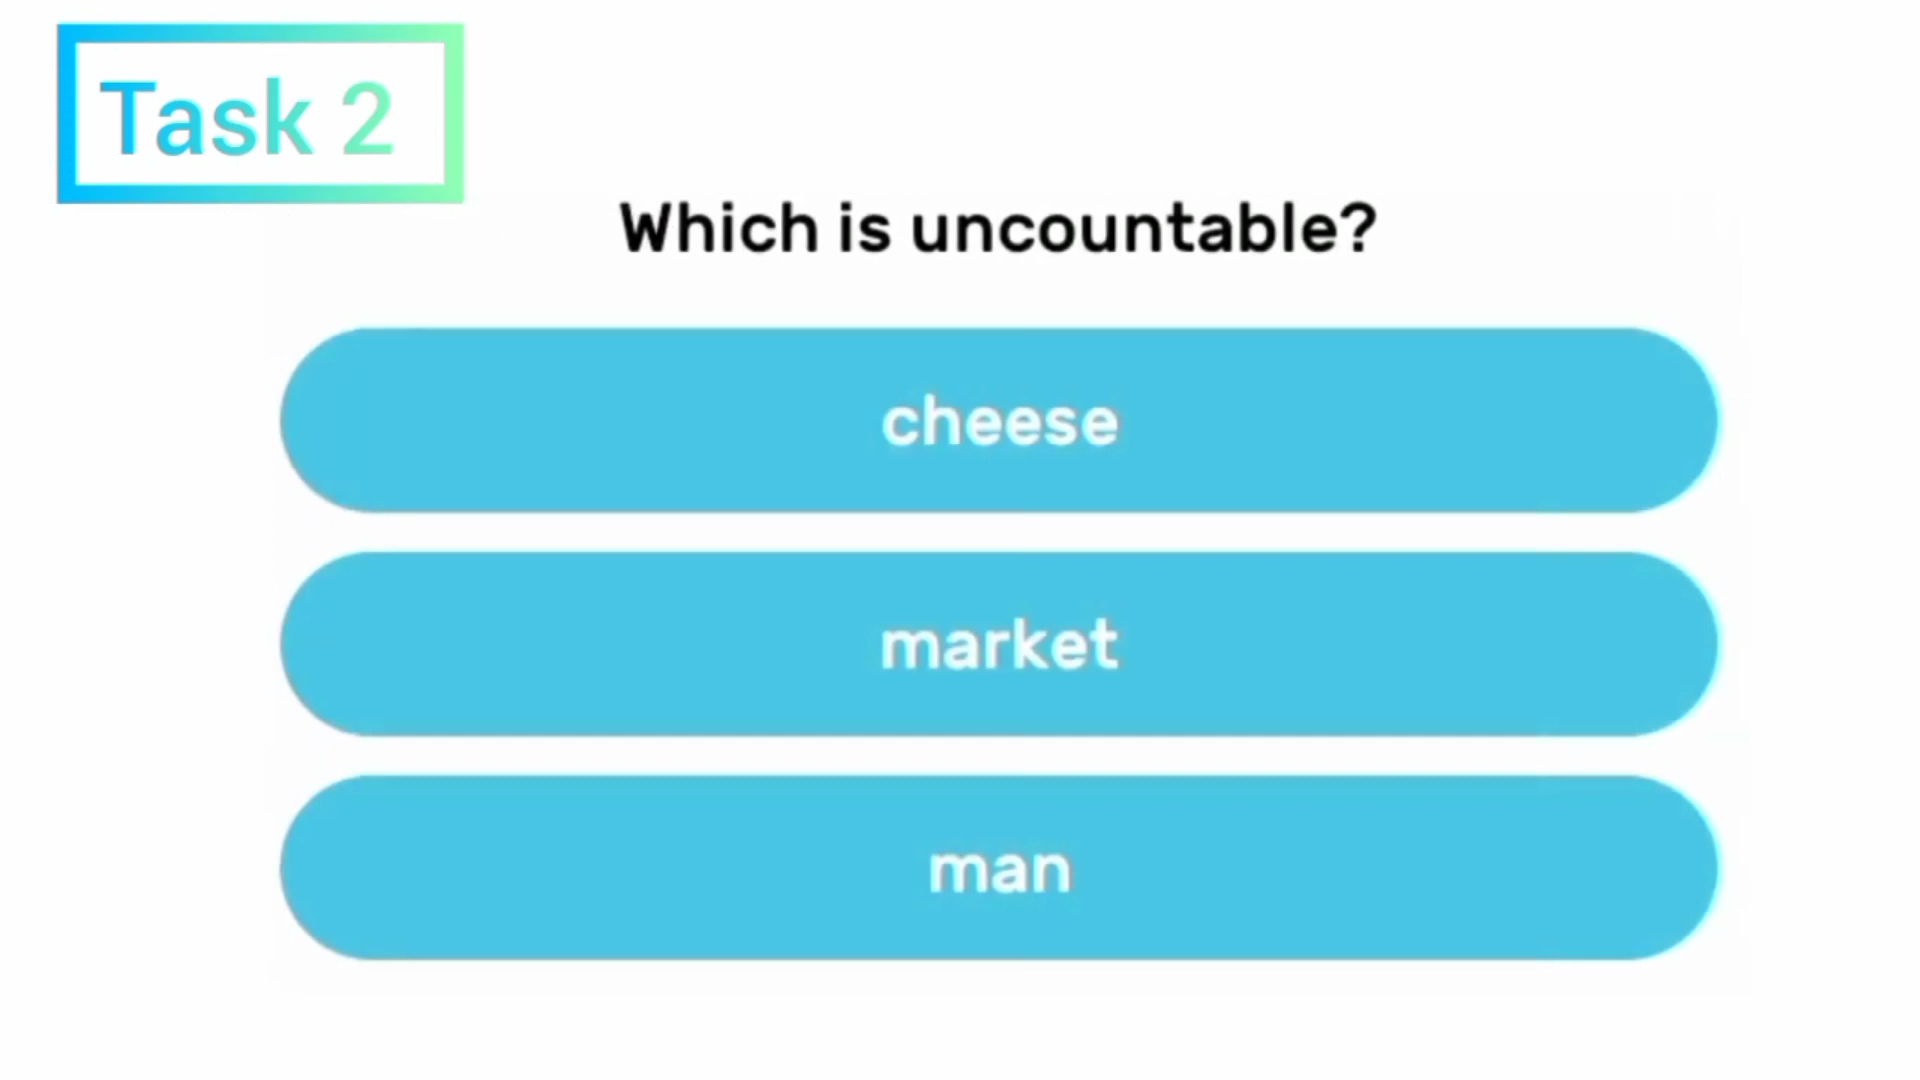 Task 2
Which is uncountable?
cheese
market
man